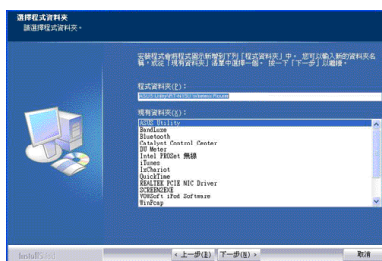 選擇程式資料夾
請選擇程式資料夾。
安裝程式會將程式圖示新增到下列「程式資料夾」中。 您可以輸入新的資料夾名
稱，或從「現有資料夾」清單中選擇一個。 按一下「下一步」以繼續。
程式資料夾(P)：
現有資料夾(X)：
ASUS Utility
BandLuxe
Bluetooth
Catalyst Control Center
DU Meter
Intel PROSet 無線
iTunes
IxChariot
QuickTime
REALTEK PCIE NIC Driver
SCREEN2EXE
VOWSoft iPod Software
WinPcap
InstallShield
< 上一步(B)
下一步(N) >
取消